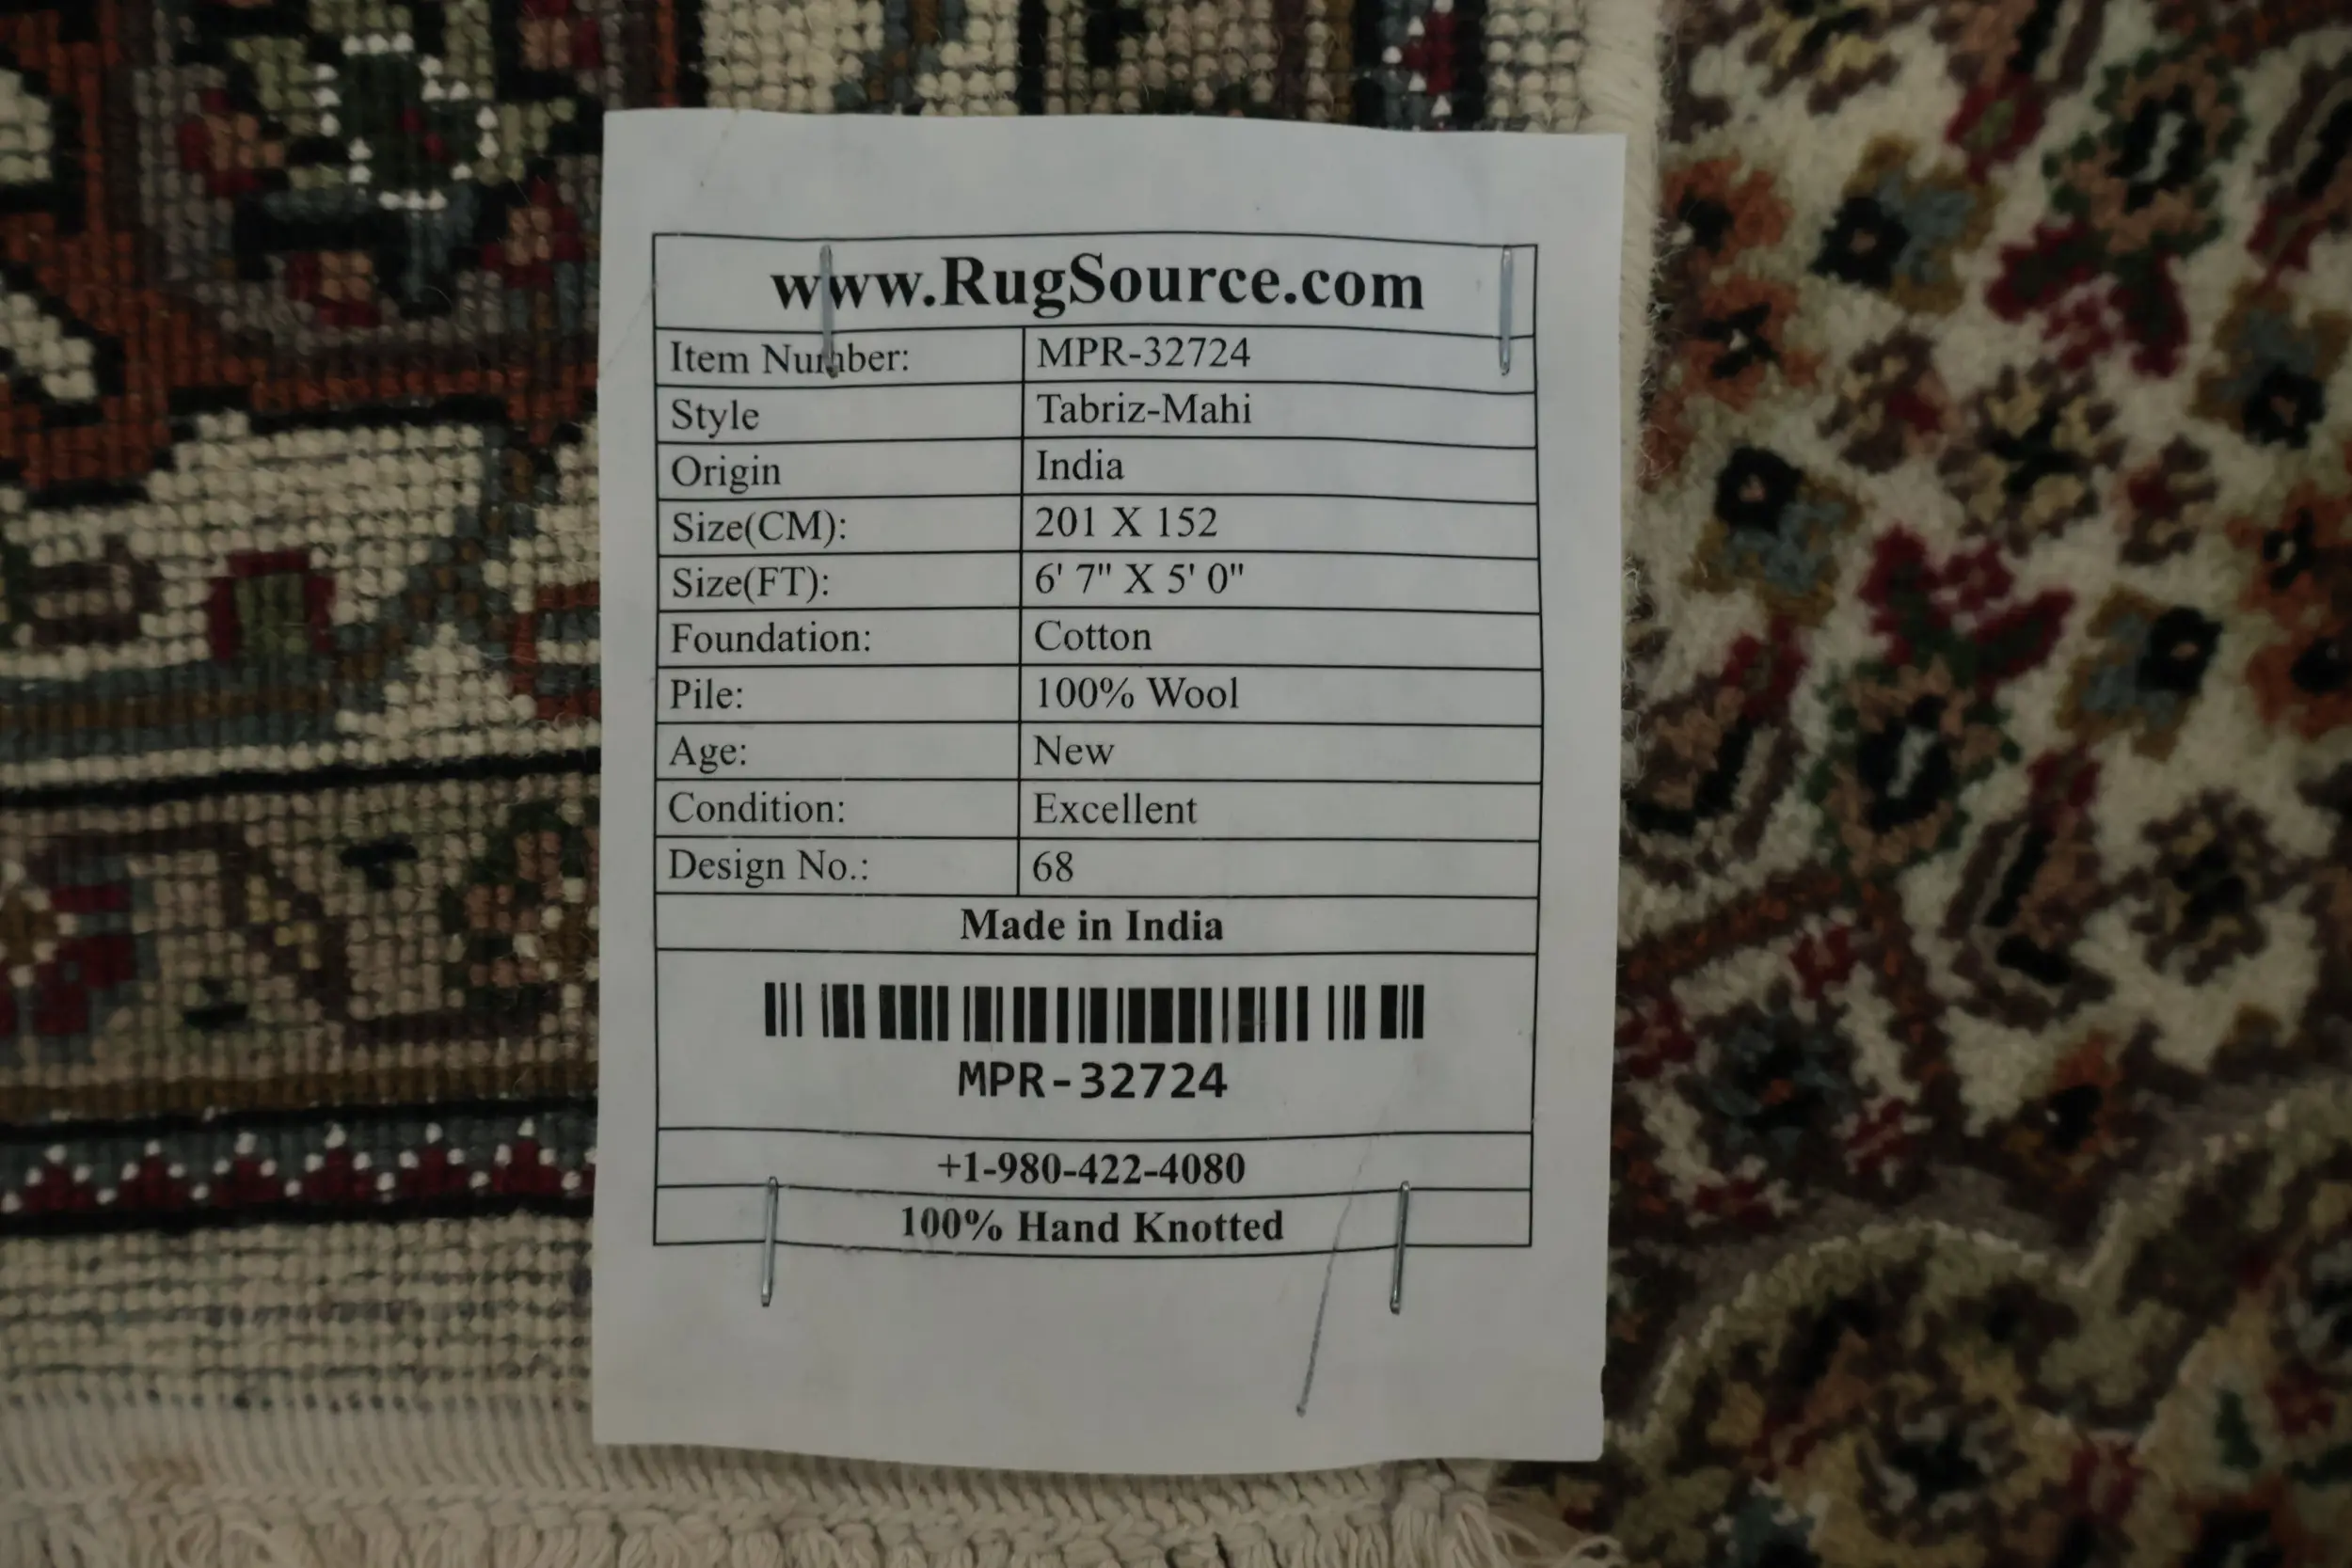 www.RugSource.com
Item Number: MPR-32724
Style Tabriz-Mahi
Origin India
Size(CM): 201 X 152
Size(FT): 6' 7" X 5' 0"
Foundation: Cotton
Pile: 100% Wool
Age: New
Condition: Excellent
Design No.: 68
Made in India
MPR-32724
+1-980-422-4080
100% Hand Knotted